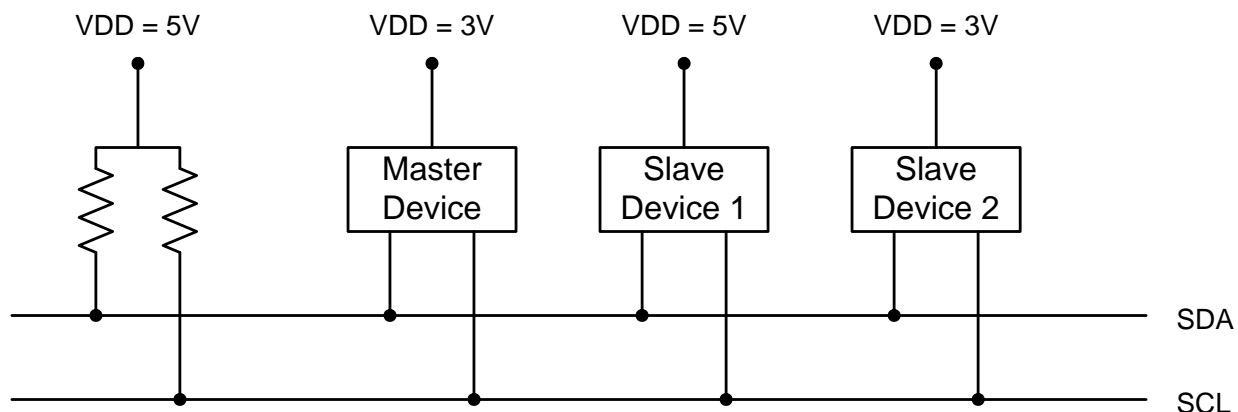 VDD = 5V
VDD = 3V
VDD = 5V
VDD = 3V
Master
Device
Slave
Device 1
Slave
Device 2
SDA
SCL